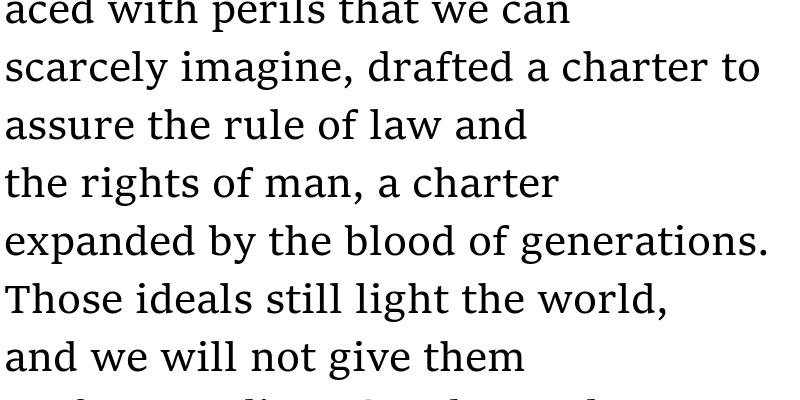 aced with perils that we can
scarcely imagine, drafted a charter to
assure the rule of law and
the rights of man, a charter
expanded by the blood of generations.
Those ideals still light the world,
and we will not give them